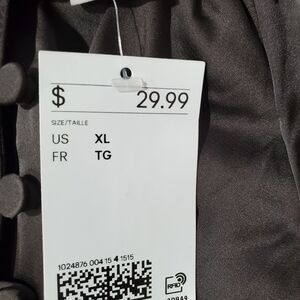 $ 29.99
SIZE/TAILLE
US XL
FR TG
1024876 004 15 4 1515
RFID